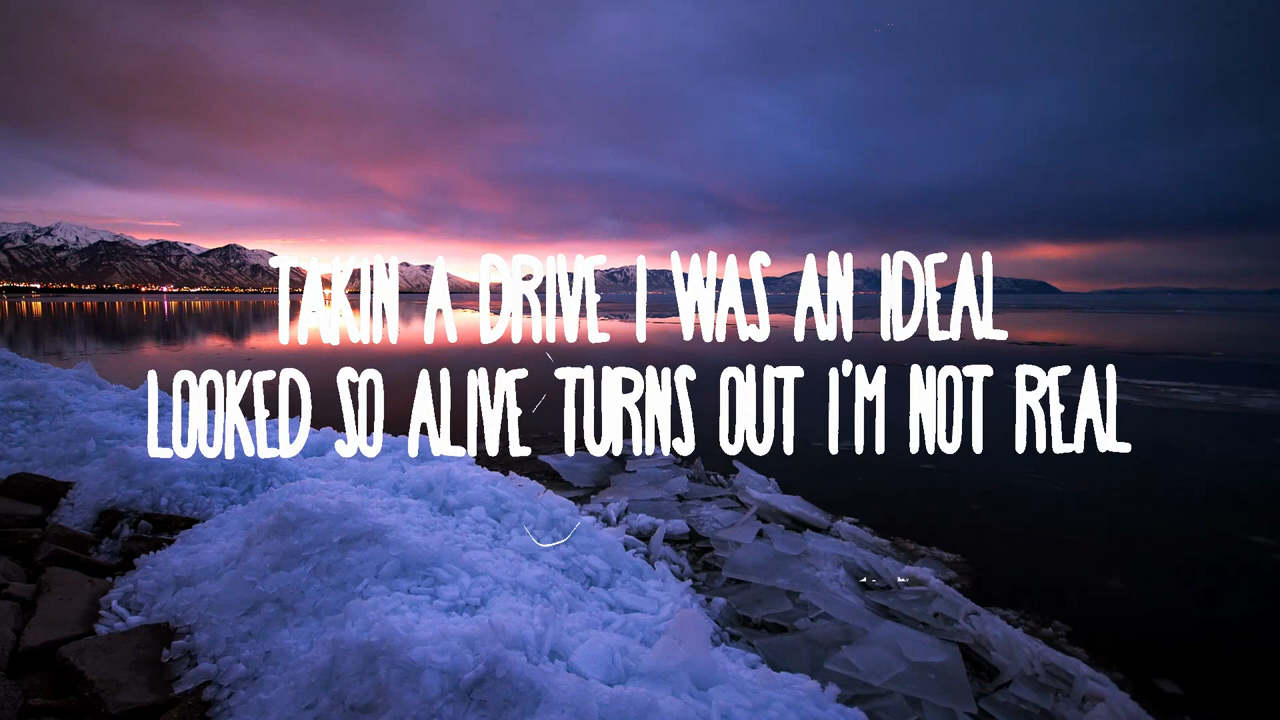 TAKIN A DRIVE I WAS AN IDEAL
LOOKED SO ALIVE TURNS OUT I'M NOT REAL